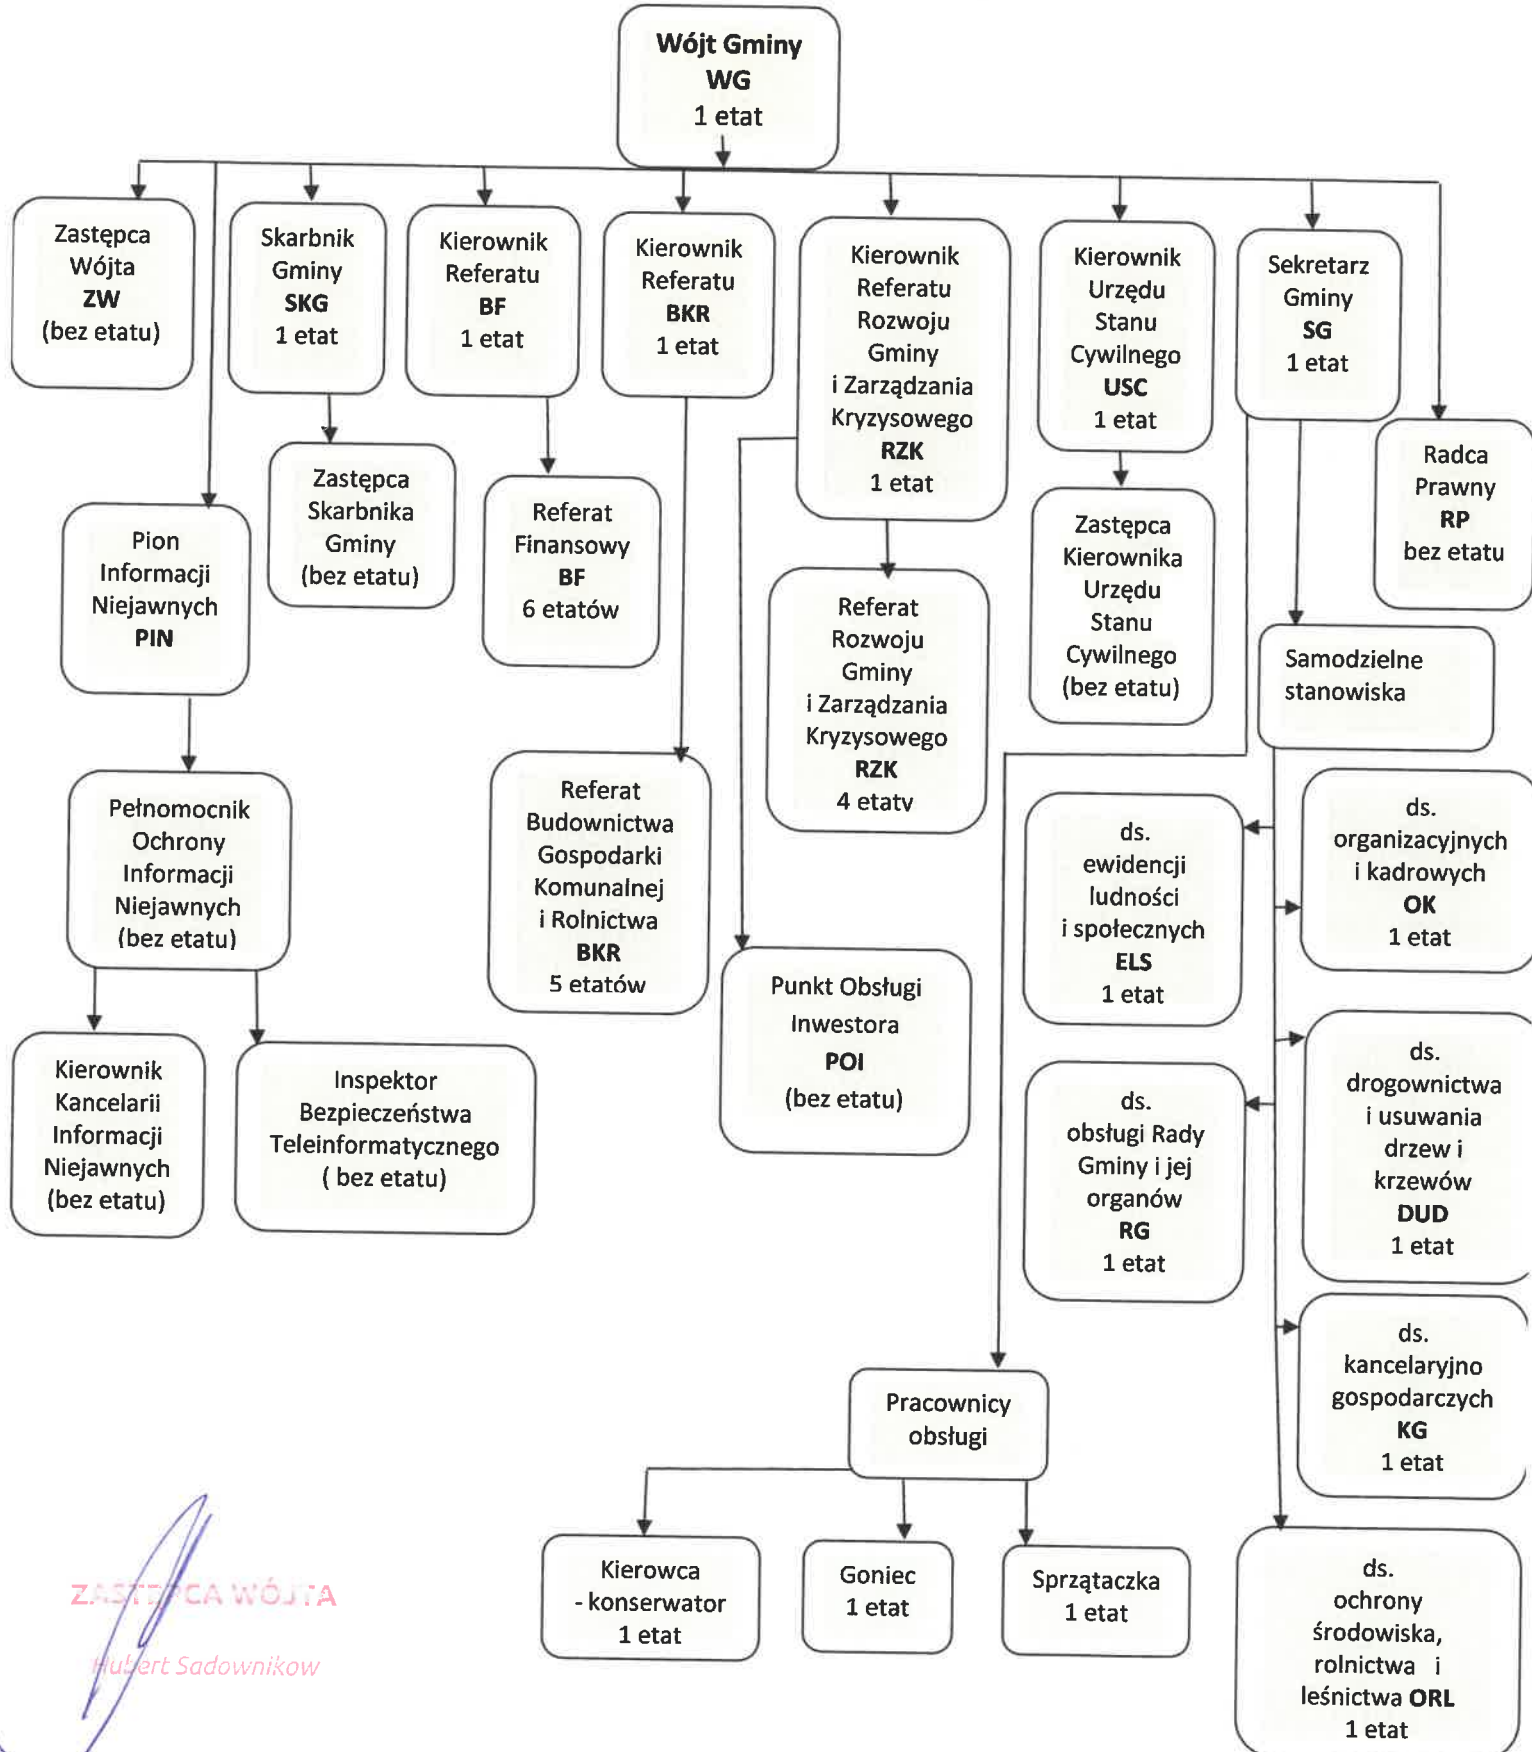 Wójt Gminy
WG
1 etat
Zastępca
Wójta
ZW
(bez etatu)
Skarbnik
Gminy
SKG
1 etat
Kierownik
Referatu
BF
1 etat
Kierownik
Referatu
BKR
1 etat
Kierownik
Referatu
Rozwoju
Gminy
i Zarządzania
Kryzysowego
RZK
1 etat
Kierownik
Urzędu
Stanu
Cywilnego
USC
1 etat
Sekretarz
Gminy
SG
1 etat
Radca
Prawny
RP
bez etatu
Pion
Informacji
Niejawnych
PIN
Zastępca
Skarbnika
Gminy
(bez etatu)
Referat
Finansowy
BF
6 etatów
Referat
Rozwoju
Gminy
i Zarządzania
Kryzysowego
RZK
4 etaty
Zastępca
Kierownika
Urzędu
Stanu
Cywilnego
(bez etatu)
Samodzielne
stanowiska
Pełnomocnik
Ochrony
Informacji
Niejawnych
(bez etatu)
Referat
Budownictwa
Gospodarki
Komunalnej
i Rolnictwa
BKR
5 etatów
Punkt Obsługi
Inwestora
POI
(bez etatu)
ds.
ewidencji
ludności
i społecznych
ELS
1 etat
ds.
organizacyjnych
i kadrowych
OK
1 etat
Kierownik
Kancelarii
Informacji
Niejawnych
(bez etatu)
Inspektor
Bezpieczeństwa
Teleinformatycznego
( bez etatu)
ds.
obsługi Rady
Gminy i jej
organów
RG
1 etat
ds.
drogownictwa
i usuwania
drzew i
krzewów
DUD
1 etat
ds.
kancelaryjno
gospodarczych
KG
1 etat
Pracownicy
obsługi
Kierowca
- konserwator
1 etat
Goniec
1 etat
Sprzątaczka
1 etat
ds.
ochrony
środowiska,
rolnictwa i
leśnictwa ORL
1 etat
ZASTĘPCA WÓJTA
Hubert Sadownikow